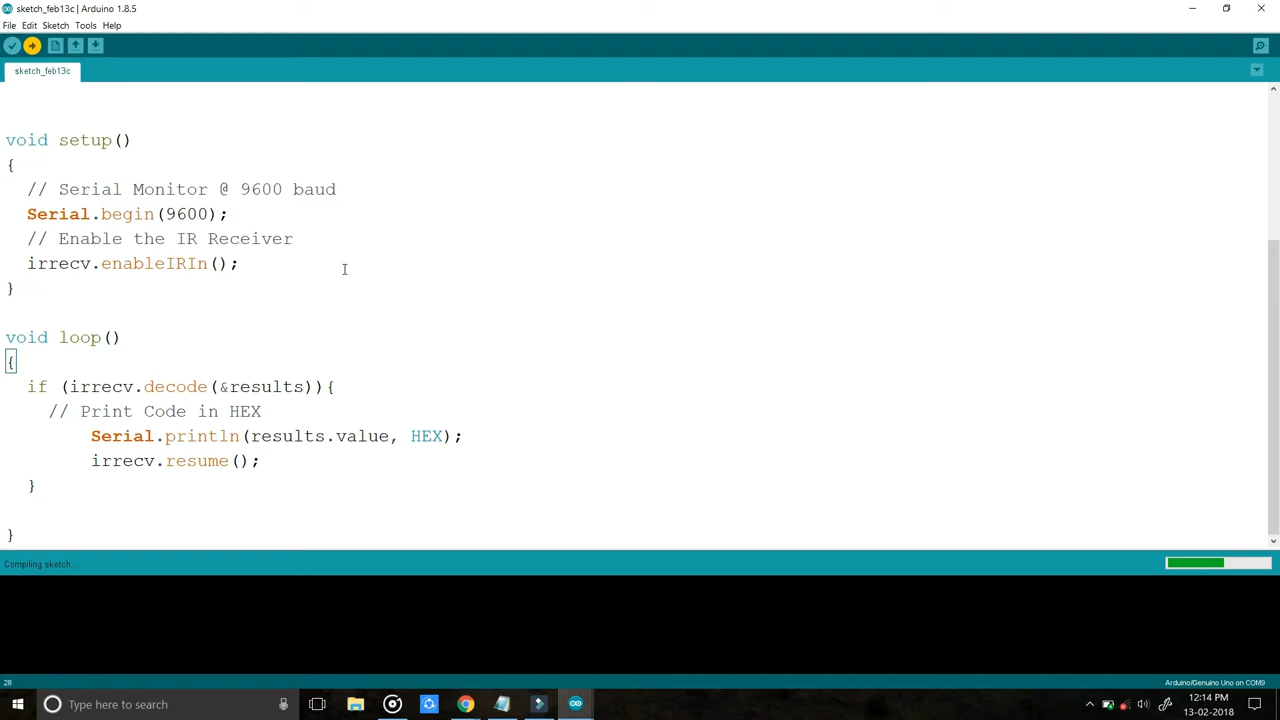 sketch_feb13c | Arduino 1.8.5
File Edit Sketch Tools Help
sketch_feb13c
void setup()
{
// Serial Monitor @ 9600 baud
Serial.begin(9600);
// Enable the IR Receiver
irrecv.enableIRIn();
}
void loop()
{
if (irrecv.decode(&results)){
// Print Code in HEX
Serial.println(results.value, HEX);
irrecv.resume();
}
}
Compiling sketch...
28
Arduino/Genuino Uno on COM9
Type here to search
12:14 PM
13-02-2018